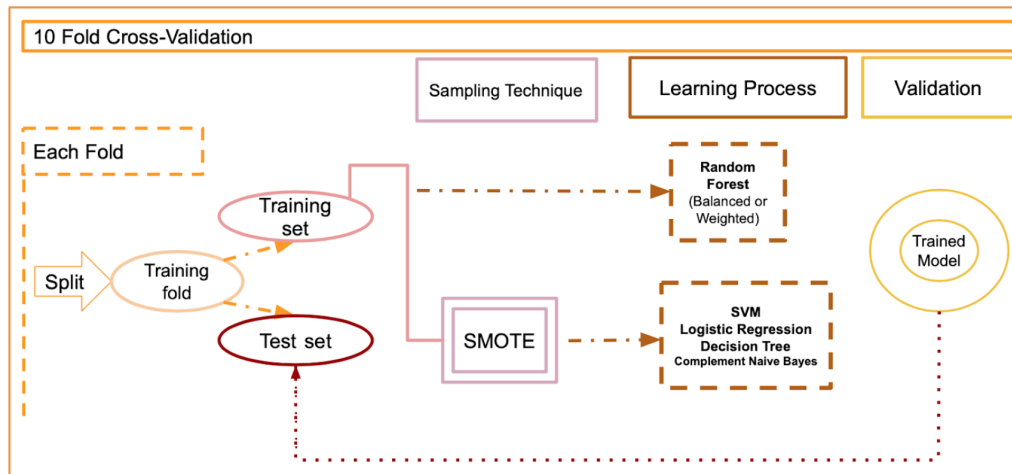 10 Fold Cross-Validation
Sampling Technique
Learning Process
Validation
Each Fold
Split
Training
fold
Training
set
Test set
SMOTE
Random
Forest
(Balanced or
Weighted)
SVM
Logistic Regression
Decision Tree
Complement Naive Bayes
Trained
Model